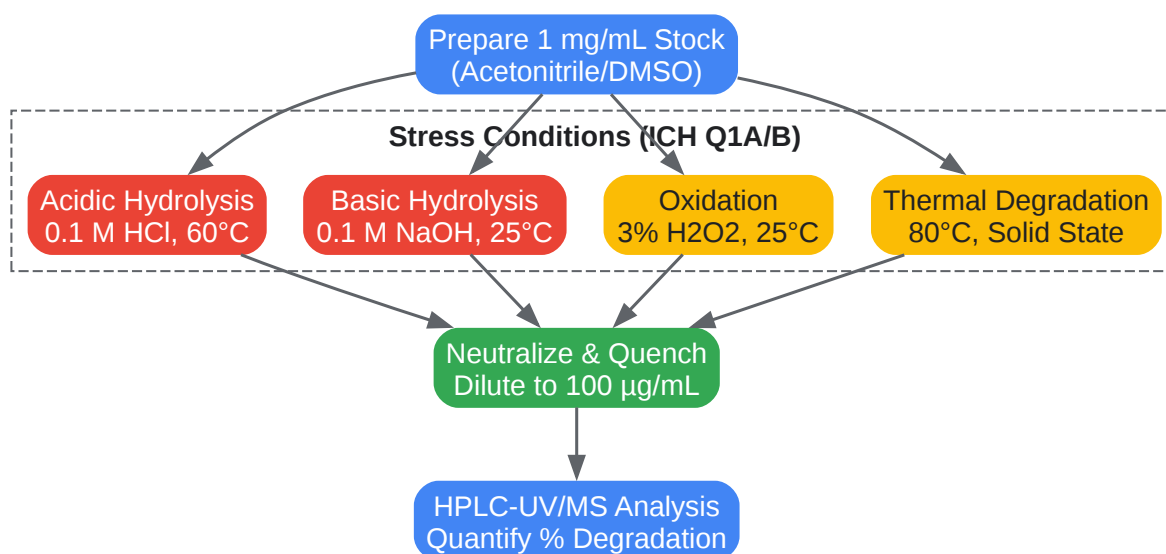 Prepare 1 mg/mL Stock
(Acetonitrile/DMSO)
Stress Conditions (ICH Q1A/B)
Acidic Hydrolysis
0.1 M HCl, 60°C
Basic Hydrolysis
0.1 M NaOH, 25°C
Oxidation
3% H2O2, 25°C
Thermal Degradation
80°C, Solid State
Neutralize & Quench
Dilute to 100 µg/mL
HPLC-UV/MS Analysis
Quantify % Degradation